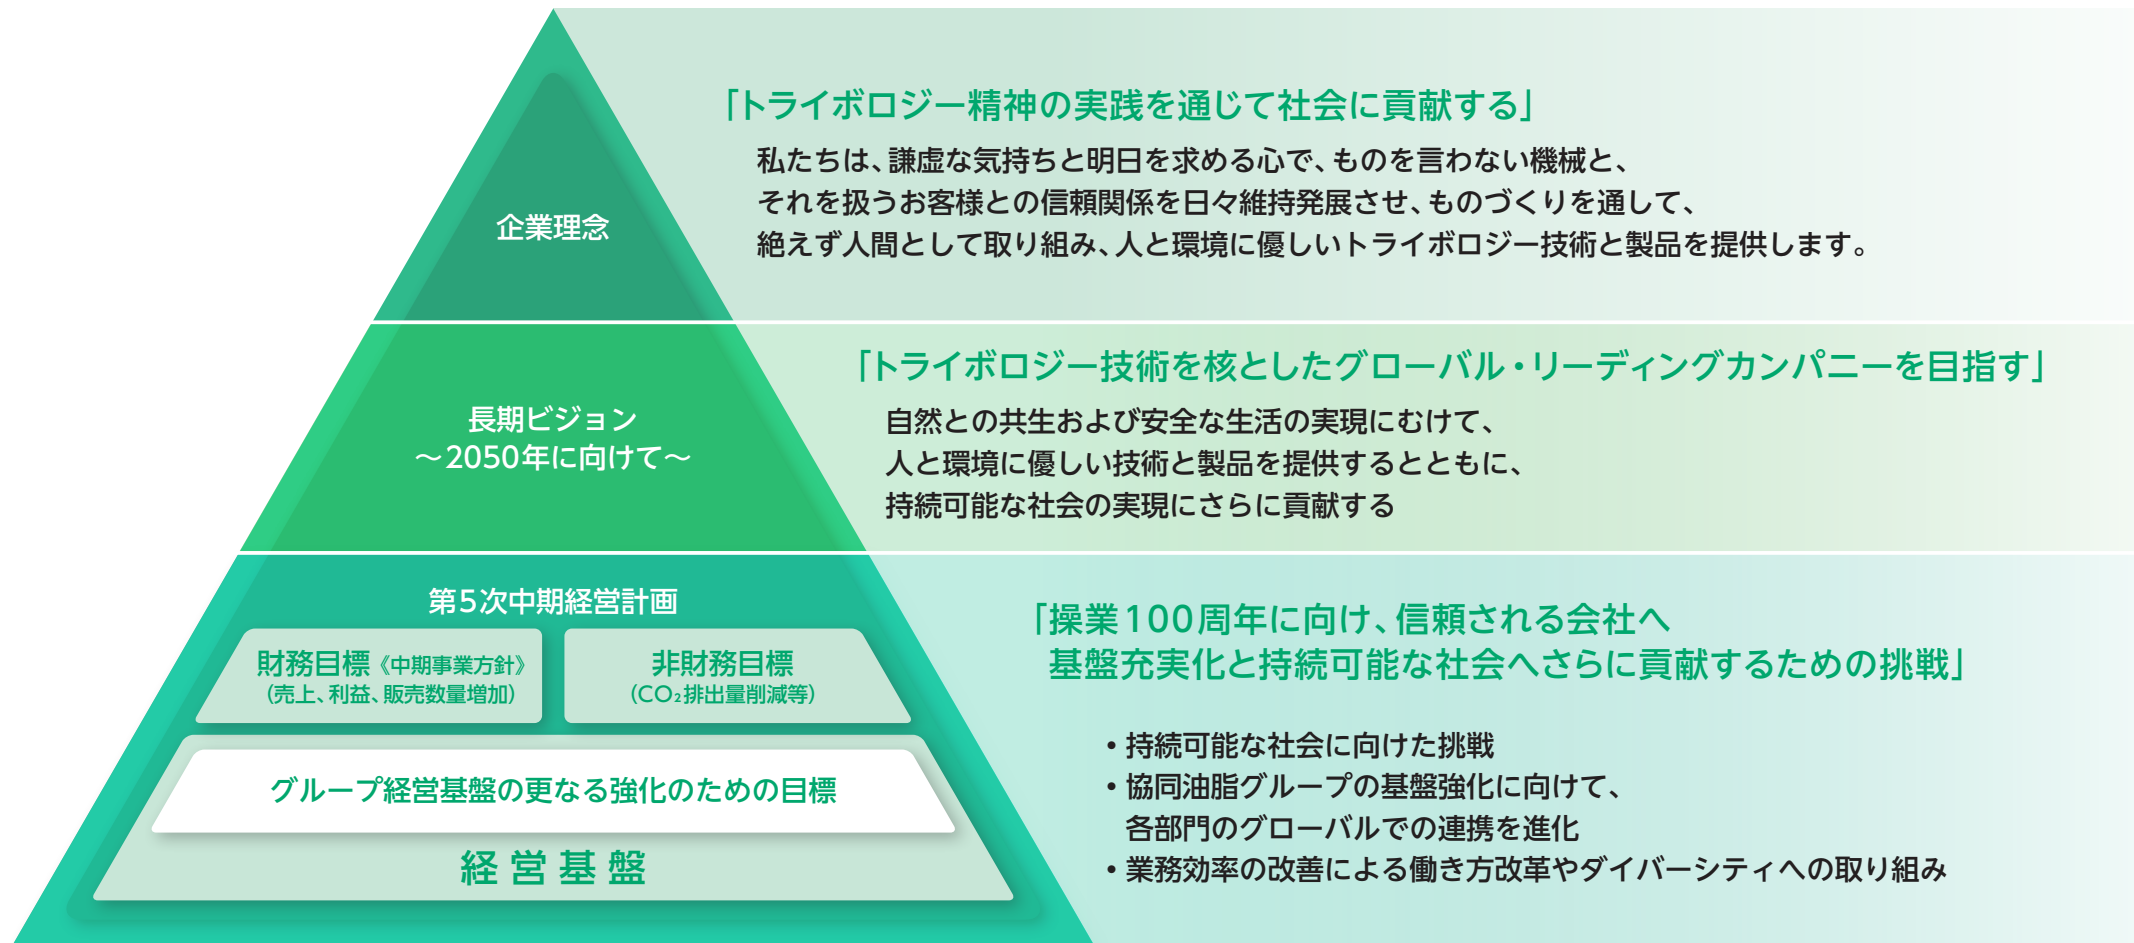 企業理念
「トライボロジー精神の実践を通じて社会に貢献する」
私たちは、謙虚な気持ちと明日を求める心で、ものを言わない機械と、
それを扱うお客様との信頼関係を日々維持発展させ、ものづくりを通して、
絶えず人間として取り組み、人と環境に優しいトライボロジー技術と製品を提供します。
長期ビジョン
～2050年に向けて～
「トライボロジー技術を核としたグローバル・リーディングカンパニーを目指す」
自然との共生および安全な生活の実現にむけて、
人と環境に優しい技術と製品を提供するとともに、
持続可能な社会の実現にさらに貢献する
第5次中期経営計画
財務目標《中期事業方針》
（売上、利益、販売数量増加）
非財務目標
（CO₂排出量削減等）
グループ経営基盤の更なる強化のための目標
経営基盤
「操業100周年に向け、信頼される会社へ
基盤充実化と持続可能な社会へさらに貢献するための挑戦」
・持続可能な社会に向けた挑戦
・協同油脂グループの基盤強化に向けて、
各部門のグローバルでの連携を進化
・業務効率の改善による働き方改革やダイバーシティへの取り組み